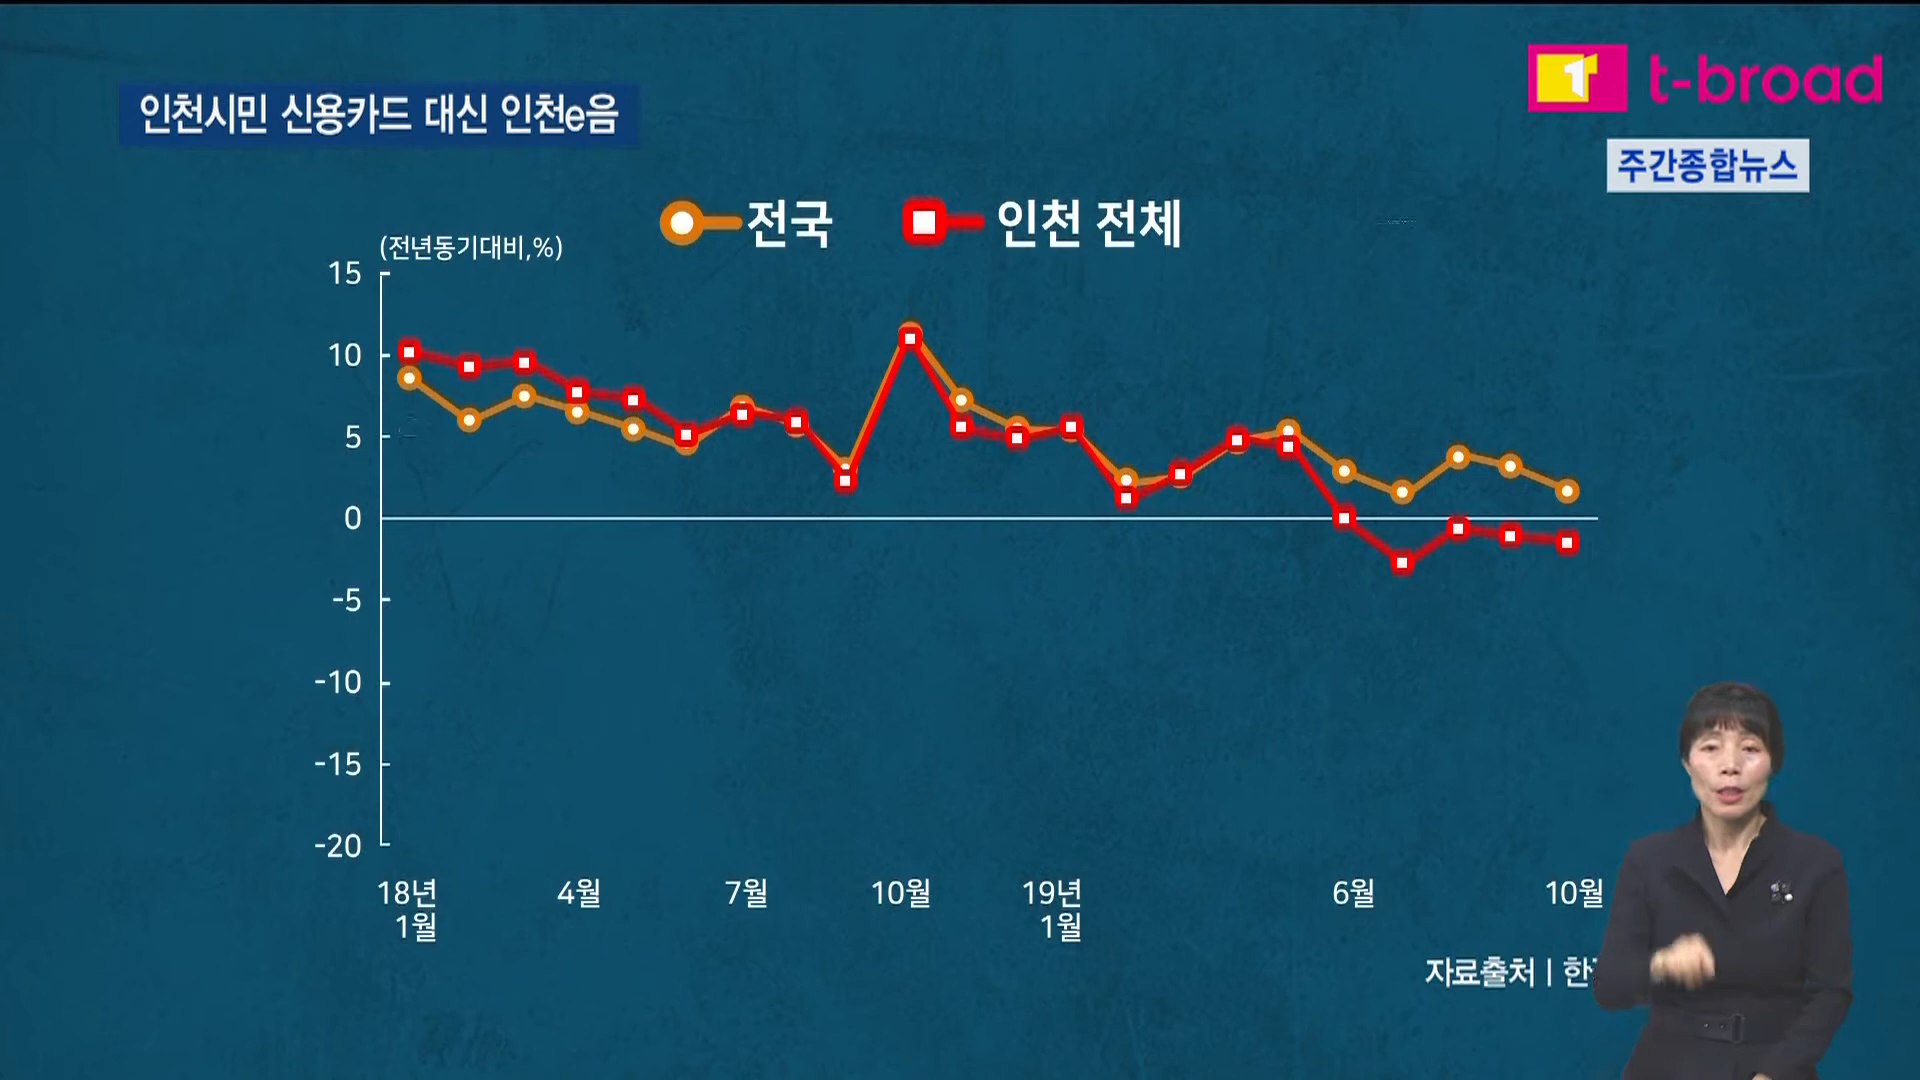 인천시민 신용카드 대신 인천e음
t-broad
주간종합뉴스
전국
인천 전체
(전년동기대비,%)
15
10
5
0
-5
-10
-15
-20
18년 4월 7월 10월 19년 6월 10월
1월 1월
자료출처 |